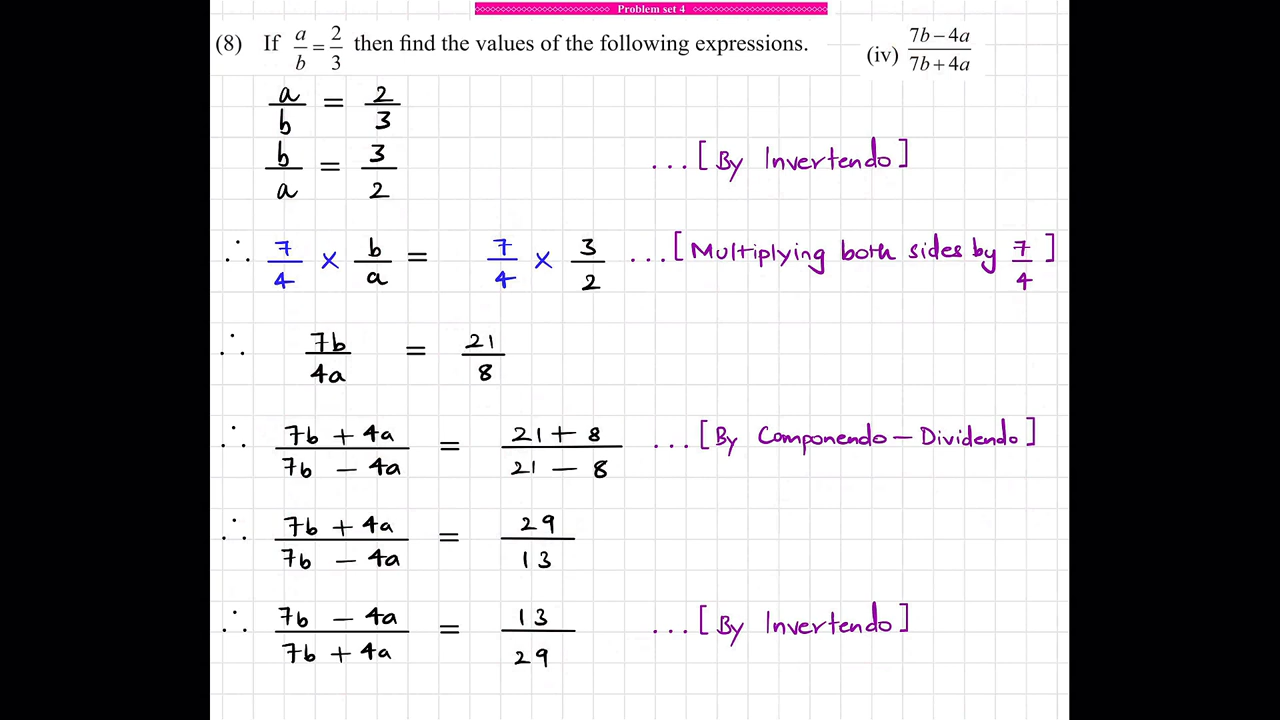 Problem set 4
(8) If a/b = 2/3 then find the values of the following expressions. (iv) 7b − 4a / 7b + 4a
a/b = 2/3
b/a = 3/2 ...[By Invertendo]
∴ 7/4 × b/a = 7/4 × 3/2 ...[Multiplying both sides by 7/4]
∴ 7b/4a = 21/8
∴ 7b + 4a / 7b − 4a = 21 + 8 / 21 − 8 ...[By Componendo − Dividendo]
∴ 7b + 4a / 7b − 4a = 29/13
∴ 7b − 4a / 7b + 4a = 13/29 ...[By Invertendo]